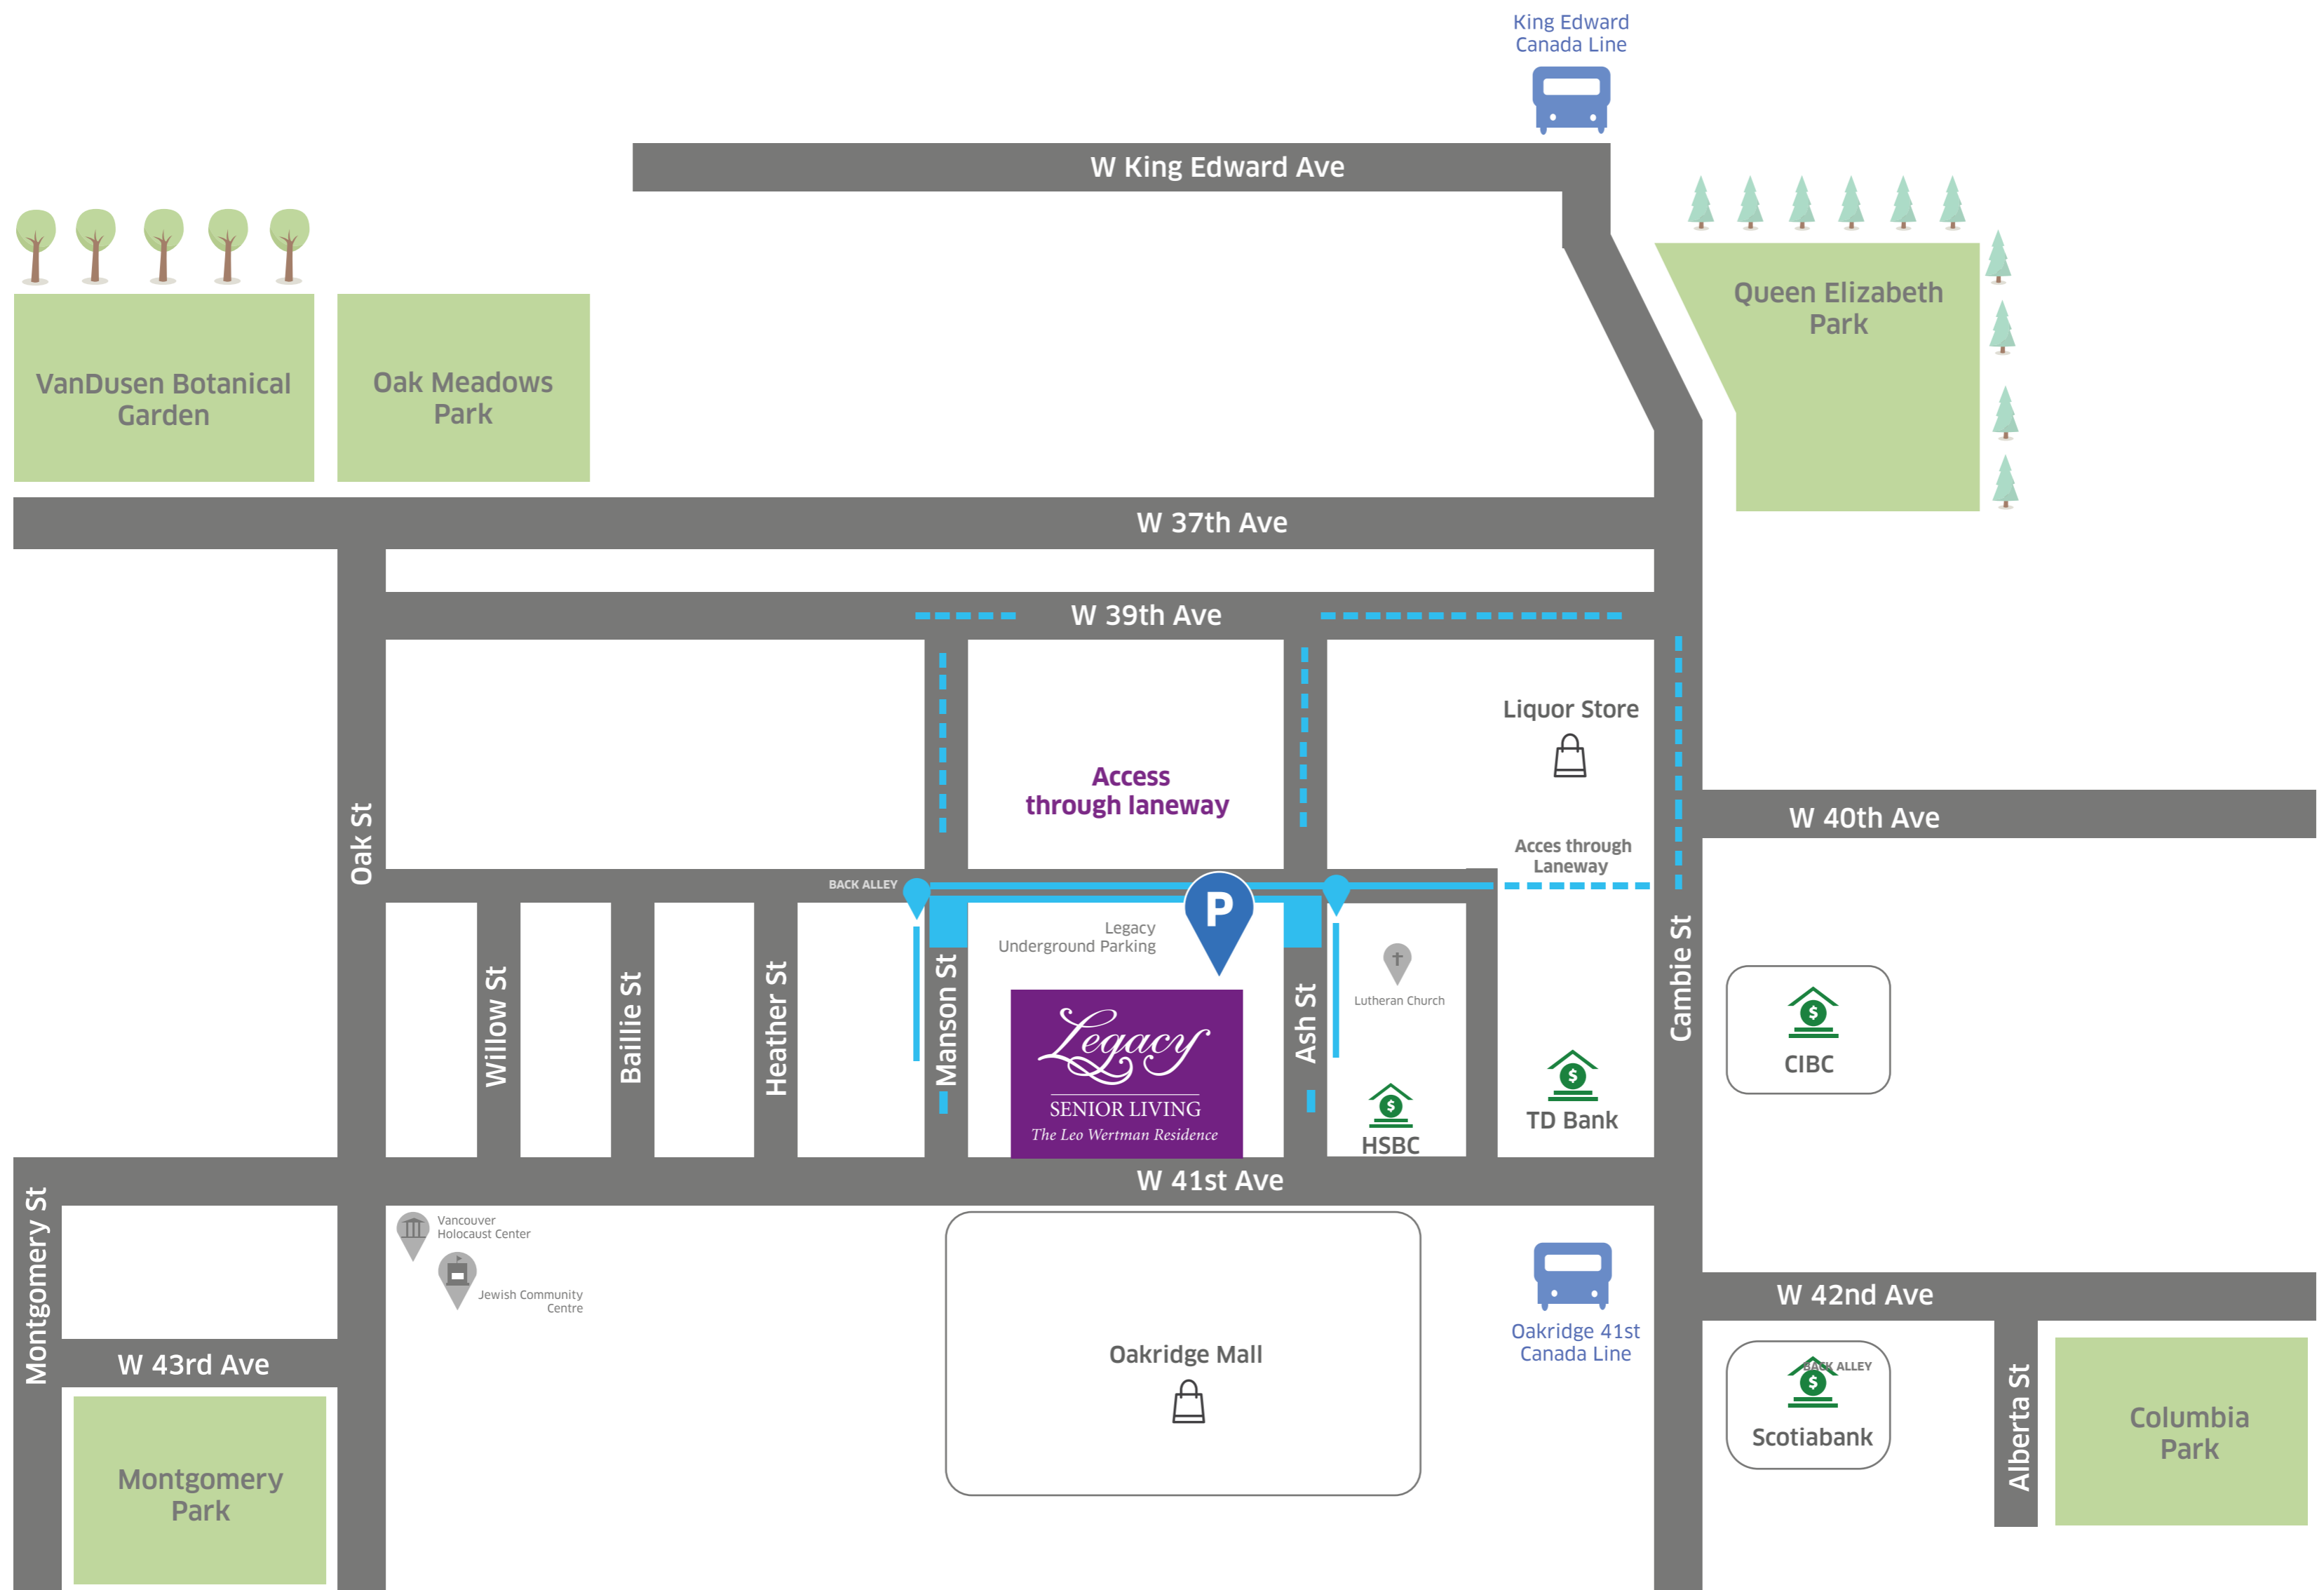 King Edward
Canada Line
W King Edward Ave
Queen Elizabeth
Park
VanDusen Botanical
Garden
Oak Meadows
Park
W 37th Ave
W 39th Ave
Liquor Store
Access
through laneway
Oak St
W 40th Ave
Acces through
Laneway
BACK ALLEY
P
Legacy
Underground Parking
Willow St
Baillie St
Heather St
Manson St
Ash St
Cambie St
Lutheran Church
Legacy
SENIOR LIVING
The Leo Wertman Residence
$
HSBC
$
TD Bank
$
CIBC
W 41st Ave
Montgomery St
Vancouver
Holocaust Center
Jewish Community
Centre
W 42nd Ave
Oakridge 41st
Canada Line
Oakridge Mall
W 43rd Ave
BACK ALLEY
$
Scotiabank
Alberta St
Columbia
Park
Montgomery
Park